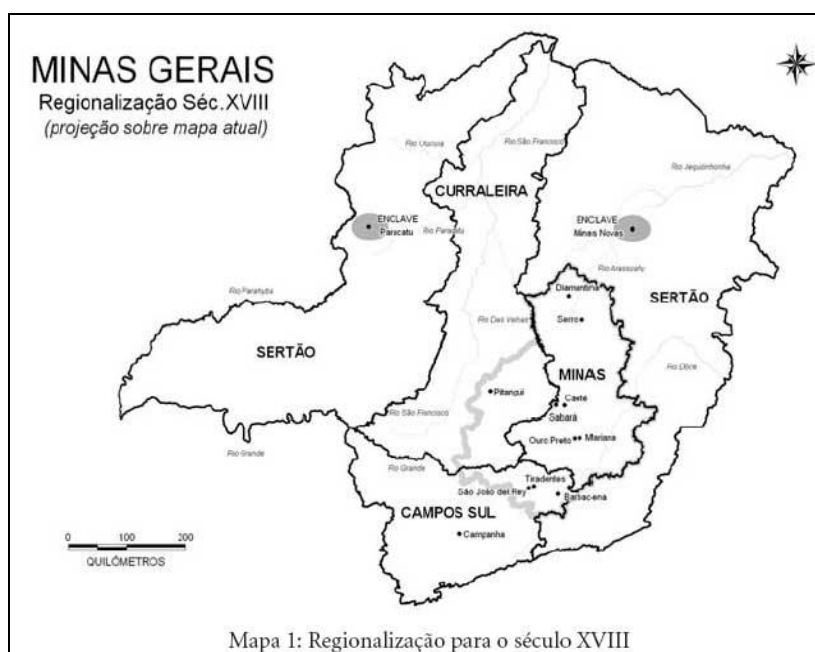 MINAS GERAIS
Regionalização Séc.XVIII
(projeção sobre mapa atual)
Rio Urucuia
Rio São Francisco
Rio Jequitinhonha
CURRALEIRA
ENCLAVE
Paracatu
ENCLAVE
Minas Novas
Rio Paracatu
Rio Arassoahy
Rio Parahyba
Diamantina
SERTÃO
Rio Das Velhas
Serro
SERTÃO
MINAS
Rio Doce
Pitangui
Caeté
Sabará
Rio São Francisco
Ouro Preto
Mariana
Rio Grande
Rio Grande
Tiradentes
São João del Rey
Barbacena
CAMPOS SUL
Campanha
0 100 200
QUILÔMETROS
Mapa 1: Regionalização para o século XVIII